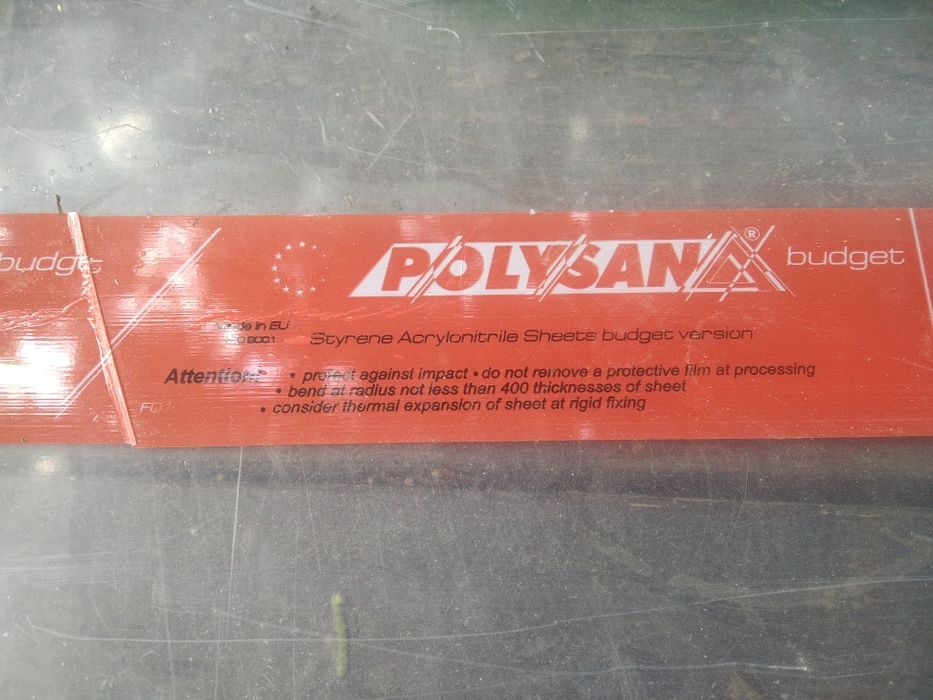 budget
POLYSAN® budget
Made in EU
ISO 9001
Styrene Acrylonitrile Sheets budget version
Attention: • protect against impact • do not remove a protective film at processing
• bend at radius not less than 400 thicknesses of sheet
• consider thermal expansion of sheet at rigid fixing